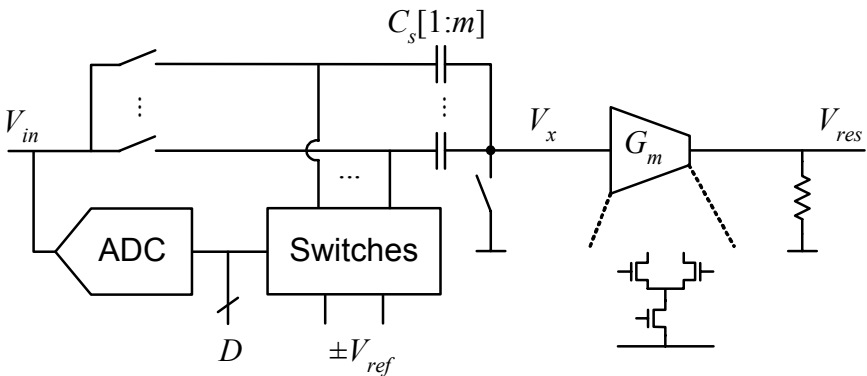 C_s[1:m]
...
V_in
V_x
G_m
V_res
...
...
ADC
Switches
D
±V_ref